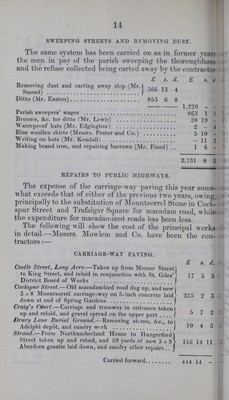 14
SWEEPING STREETS AND REMOVING DUST.
The same system has been carried on as in former years
the men in pay of the parish sweeping the thoroughfares
and the refuse collected being carted away by the contractor
£ s. d. £ s. d
Removing dust and carting away slop (Mr. Sinced) 366 13 4
Ditto (Mr. Easton) 853 6 8
1,220 - -
Parish sweepers' wages 863 1
Brooms, &c. for ditto (Mr. Lewis) 38 19
Waterproof hats (Mr. Edgington) 2 -
Blue woollen shirts (Messrs. Prater and Co.) 5 10
Writing on hats (Mr. Kendall) - 11
Making brand iron, and repairing barrows (Mr. Flood) 1 6
2,131 8
REPAIRS TO PUBLIC HIGHWAYS.
The expense of the carriage-way paving this year some-
what exceeds that of either of the previous two years, owing,
principally to the substitution of Mountsorrel Stone in Cock-
spur Street and Trafalgar Square for macadam road, while
the expenditure for macadamized roads has been less.
The following will show the cost of the principal works
in detail.—Messrs. Mowlem and Co. have been the con-
tractors:—
CARRIAGE-WAY PAVING.
£ s. d.
Castle Street, Long Acre.—Taken up from Mercer Street
to King Street, and relaid in conjunction with St. Giles'
District Board of Works 17 5 3
Cockspur Street.—Old macadamized road dug up, and new
3 × 8 Mountsorrel carriage-way on 5-inch concrete laid
down at end of Spring Gardens 215 2 3
Craig's Court.—Carriage and tramway in entrance taken
up and relaid, and gravel spread on the upper part 5 7 2
Drury Lane Burial Ground.—Removing stones, &c., to
Adelphi depôt, and sundry work 10 4 3
Strand.—From Northumberland House to Hungerford
Street taken up and relaid, and 59 yards of new 3 × 9
Aberdeen granite laid down, and sundry other repairs 156 14 11
Carried forward 444 14 -